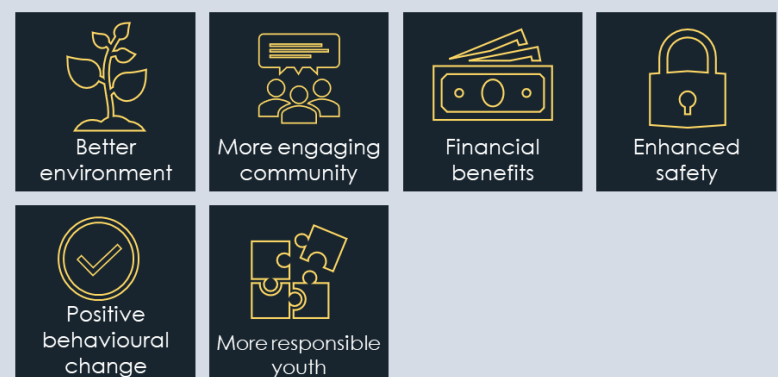 Better
environment
More engaging
community
Financial
benefits
Enhanced
safety
Positive
behavioural
change
More responsible
youth